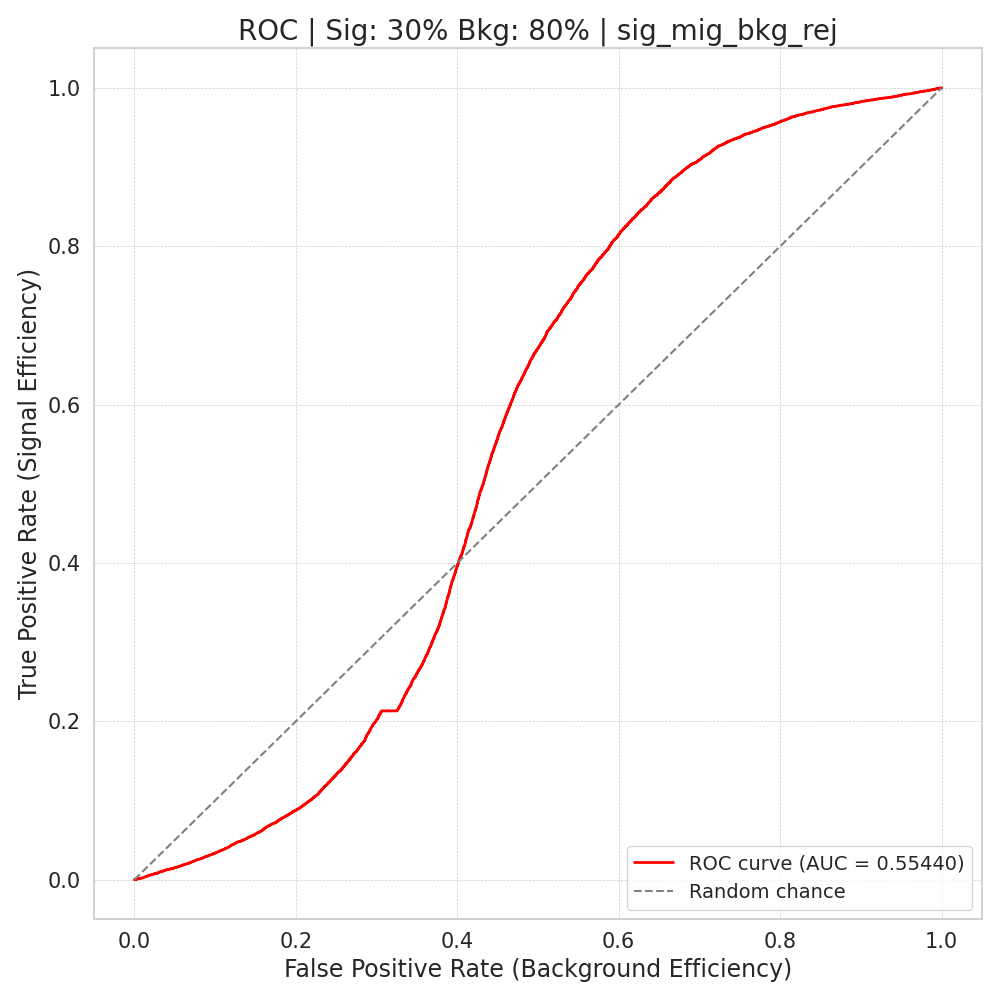 ROC | Sig: 30% Bkg: 80% | sig_mig_bkg_rej
True Positive Rate (Signal Efficiency)
1.0
0.8
0.6
0.4
0.2
0.0
ROC curve (AUC = 0.55440)
Random chance
0.0 0.2 0.4 0.6 0.8 1.0
False Positive Rate (Background Efficiency)